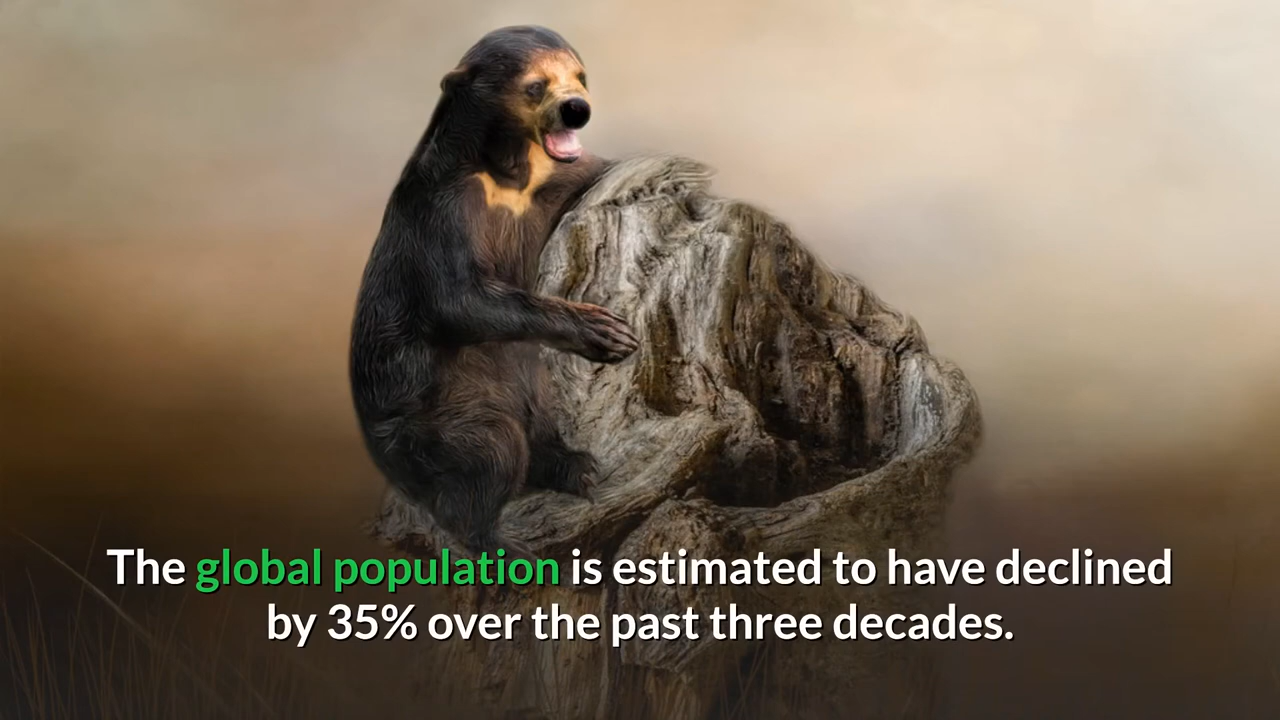 The global population is estimated to have declined
by 35% over the past three decades.